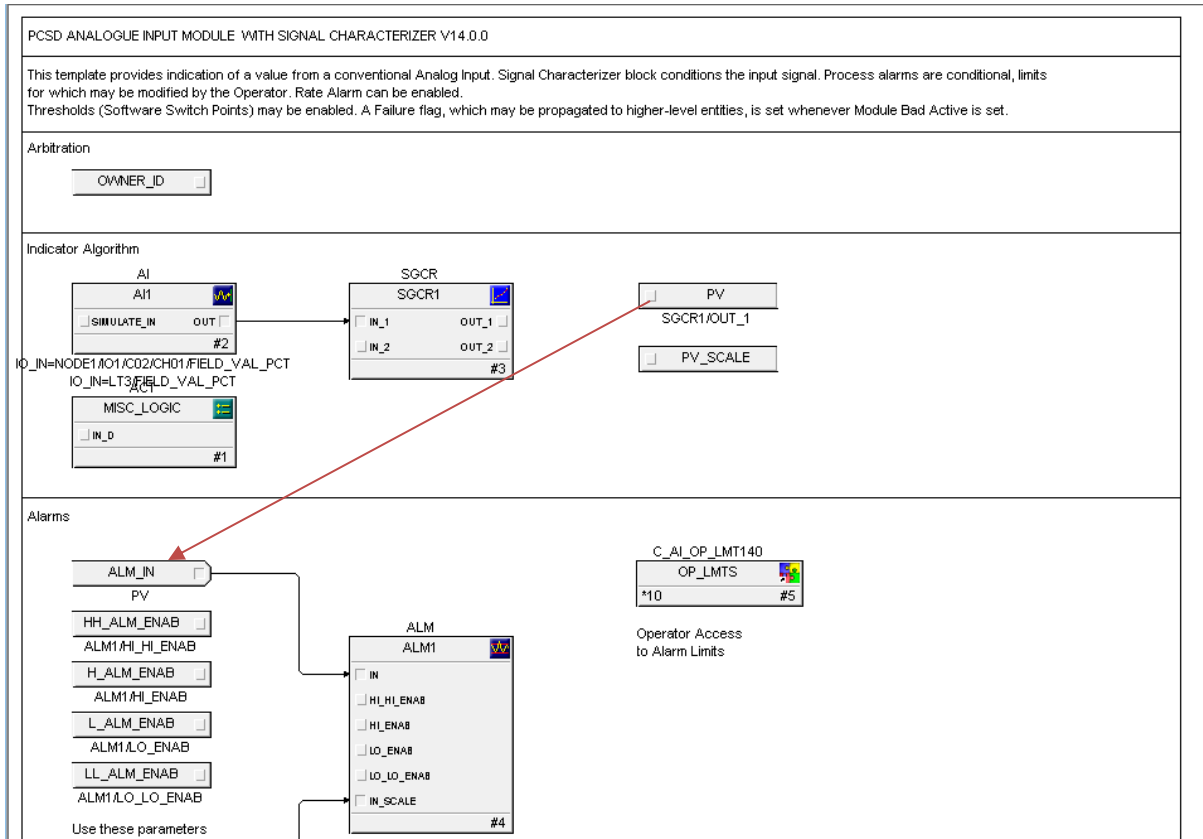 PCSD ANALOGUE INPUT MODULE WITH SIGNAL CHARACTERIZER V14.0.0
This template provides indication of a value from a conventional Analog Input. Signal Characterizer block conditions the input signal. Process alarms are conditional, limits
for which may be modified by the Operator. Rate Alarm can be enabled.
Thresholds (Software Switch Points) may be enabled. A Failure flag, which may be propagated to higher-level entities, is set whenever Module Bad Active is set.
Arbitration
OWNER_ID
Indicator Algorithm
AI
AI1
SIMULATE_IN OUT
#2
IO_IN=NODE1/IO1/C02/CH01/FIELD_VAL_PCT
IO_IN=LT3/FIELD_VAL_PCT
ACT
MISC_LOGIC
IN_D
#1
SGCR
SGCR1
IN_1 OUT_1
IN_2 OUT_2
#3
PV
SGCR1/OUT_1
PV_SCALE
Alarms
ALM_IN
PV
HH_ALM_ENAB
ALM1/HI_HI_ENAB
H_ALM_ENAB
ALM1/HI_ENAB
L_ALM_ENAB
ALM1/LO_ENAB
LL_ALM_ENAB
ALM1/LO_LO_ENAB
Use these parameters
ALM
ALM1
IN
HI_HI_ENAB
HI_ENAB
LO_ENAB
LO_LO_ENAB
IN_SCALE
#4
C_AI_OP_LMT140
OP_LMTS
*10 #5
Operator Access
to Alarm Limits